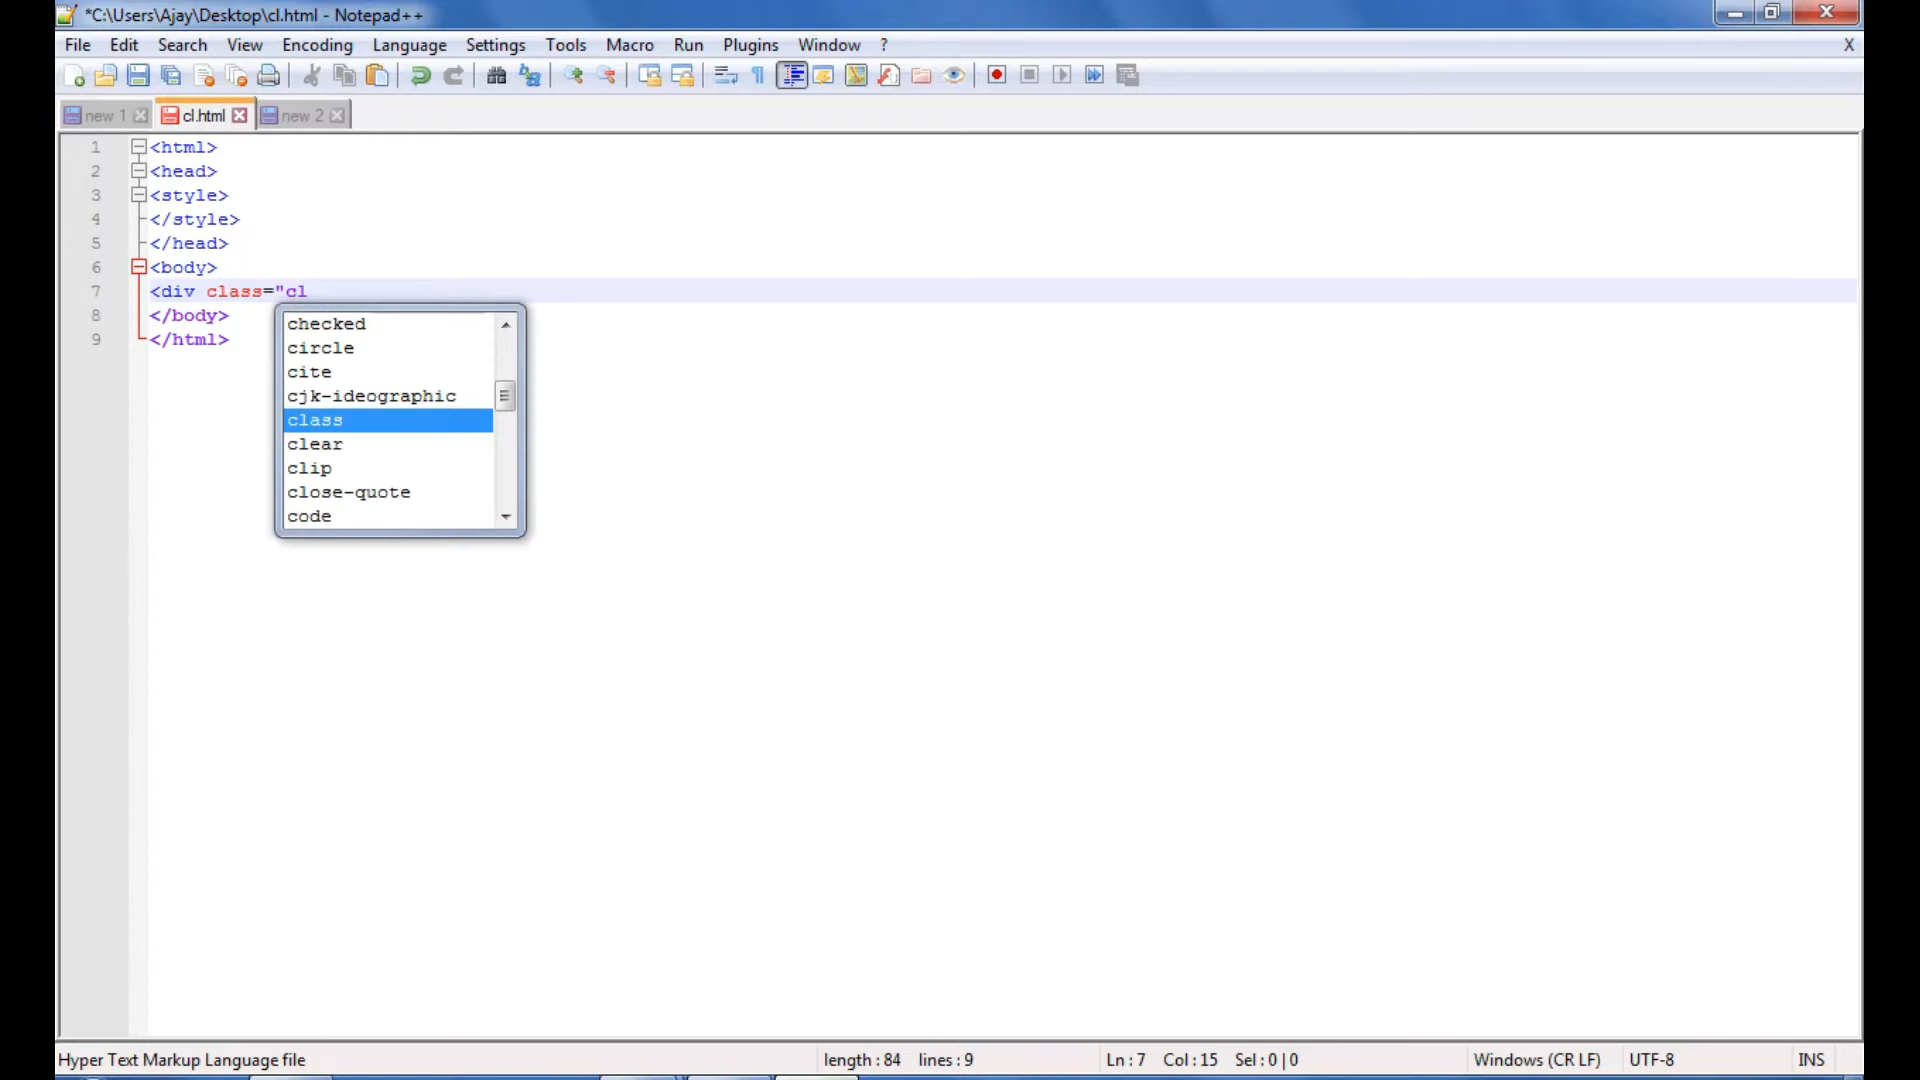 *C:\Users\Ajay\Desktop\cl.html - Notepad++
File Edit Search View Encoding Language Settings Tools Macro Run Plugins Window ? X
new 1 cl.html new 2
1 <html>
2 <head>
3 <style>
4 </style>
5 </head>
6 <body>
7 <div class="cl
8 </body>
9 </html>
checked
circle
cite
cjk-ideographic
class
clear
clip
close-quote
code
Hyper Text Markup Language file length : 84 lines : 9 Ln : 7 Col : 15 Sel : 0 | 0 Windows (CR LF) UTF-8 INS